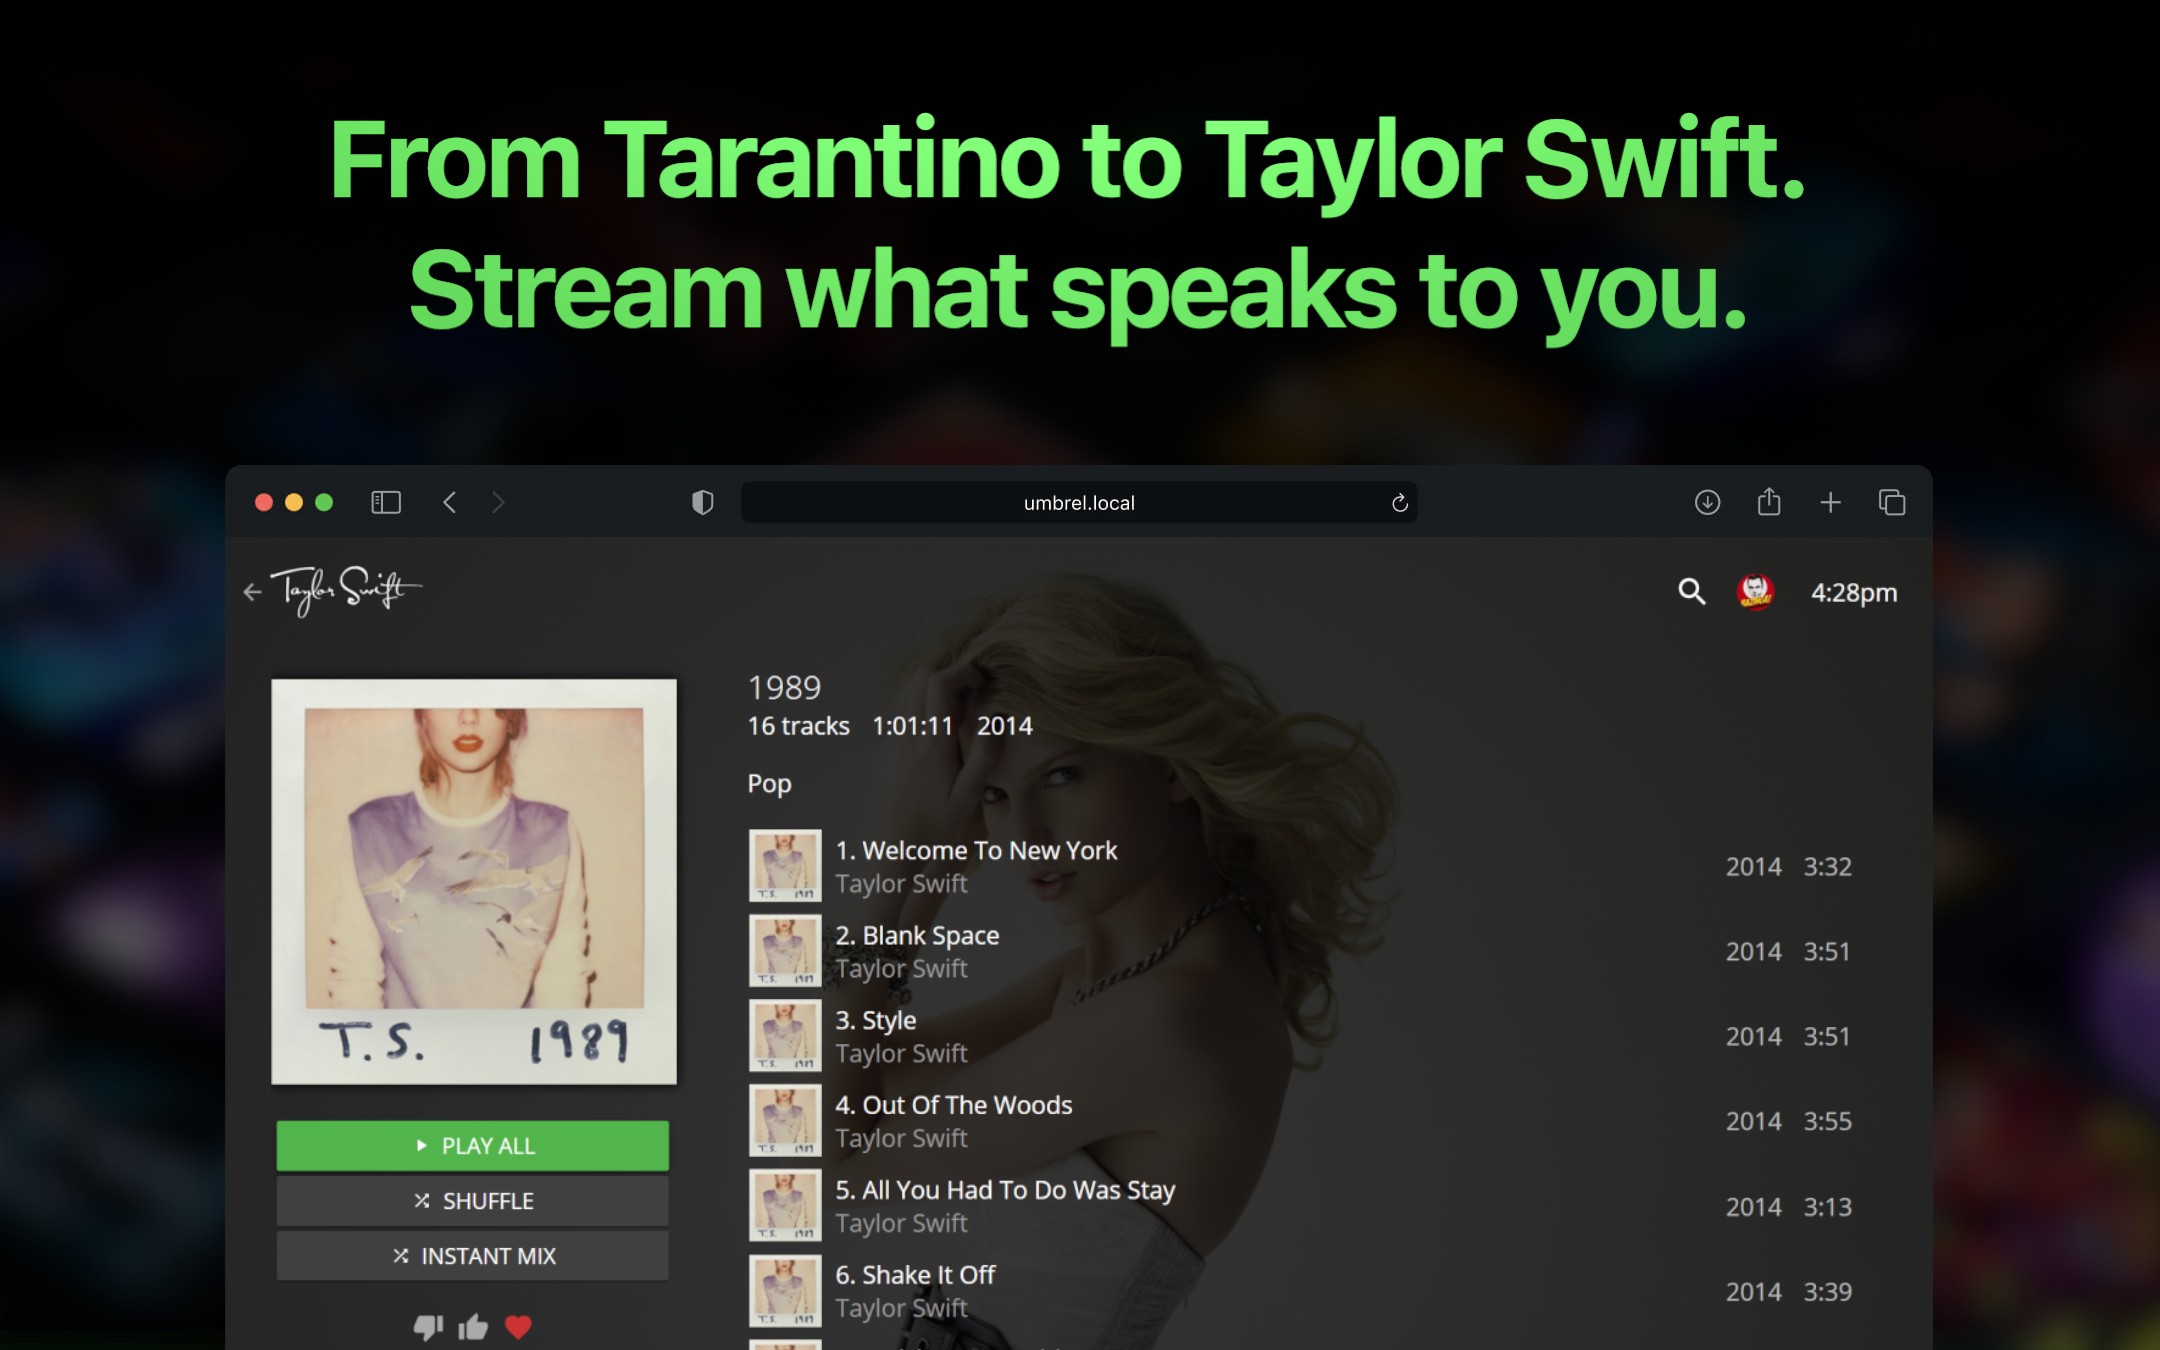 From Tarantino to Taylor Swift.
Stream what speaks to you.
umbrel.local
Taylor Swift
4:28pm
T.S. 1989
PLAY ALL
SHUFFLE
INSTANT MIX
1989
16 tracks 1:01:11 2014
Pop
1. Welcome To New York
Taylor Swift
2014 3:32
2. Blank Space
Taylor Swift
2014 3:51
3. Style
Taylor Swift
2014 3:51
4. Out Of The Woods
Taylor Swift
2014 3:55
5. All You Had To Do Was Stay
Taylor Swift
2014 3:13
6. Shake It Off
Taylor Swift
2014 3:39